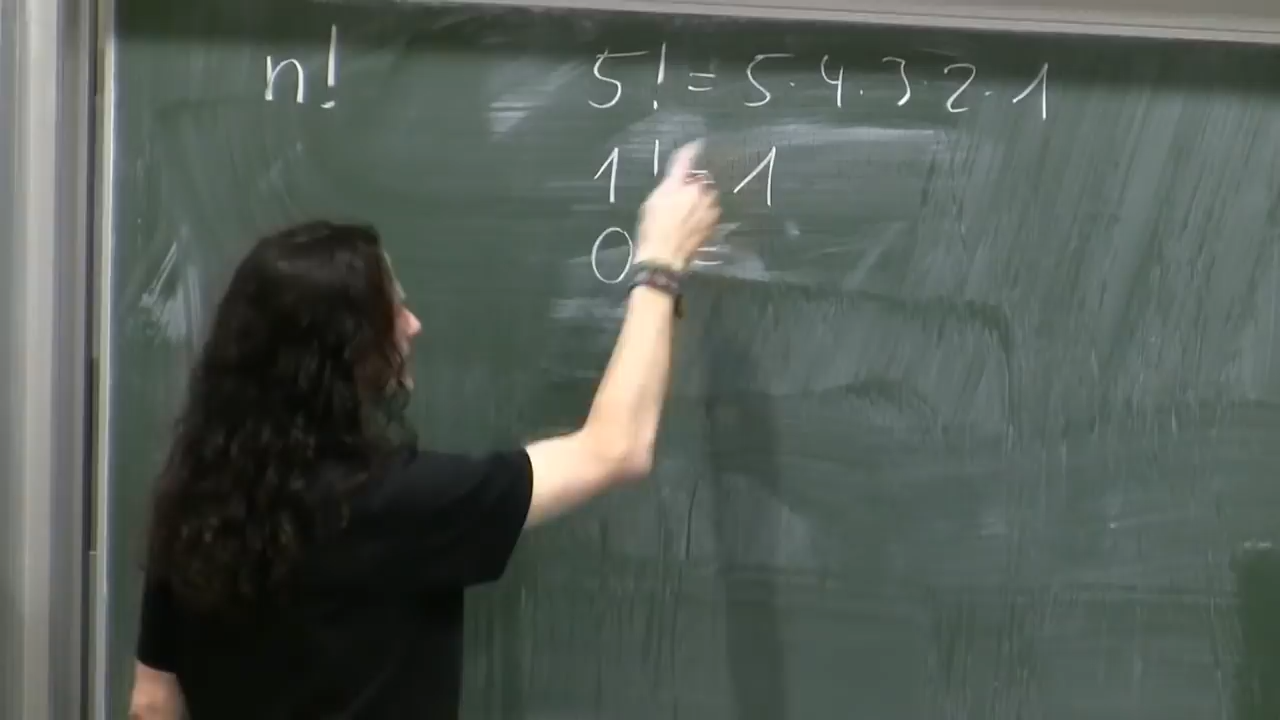 n! 5! = 5 · 4 · 3 · 2 · 1
1! = 1
0 =